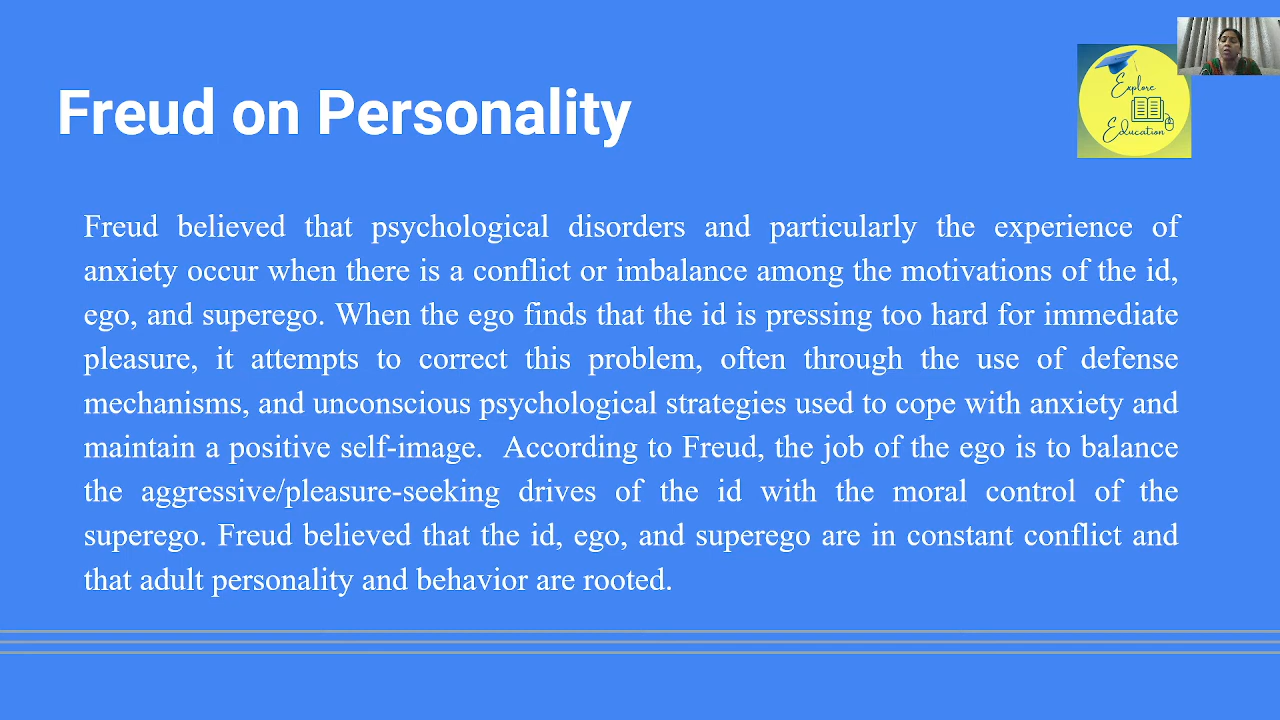 Freud on Personality
Explore
Education
Freud believed that psychological disorders and particularly the experience of
anxiety occur when there is a conflict or imbalance among the motivations of the id,
ego, and superego. When the ego finds that the id is pressing too hard for immediate
pleasure, it attempts to correct this problem, often through the use of defense
mechanisms, and unconscious psychological strategies used to cope with anxiety and
maintain a positive self-image.  According to Freud, the job of the ego is to balance
the aggressive/pleasure-seeking drives of the id with the moral control of the
superego. Freud believed that the id, ego, and superego are in constant conflict and
that adult personality and behavior are rooted.